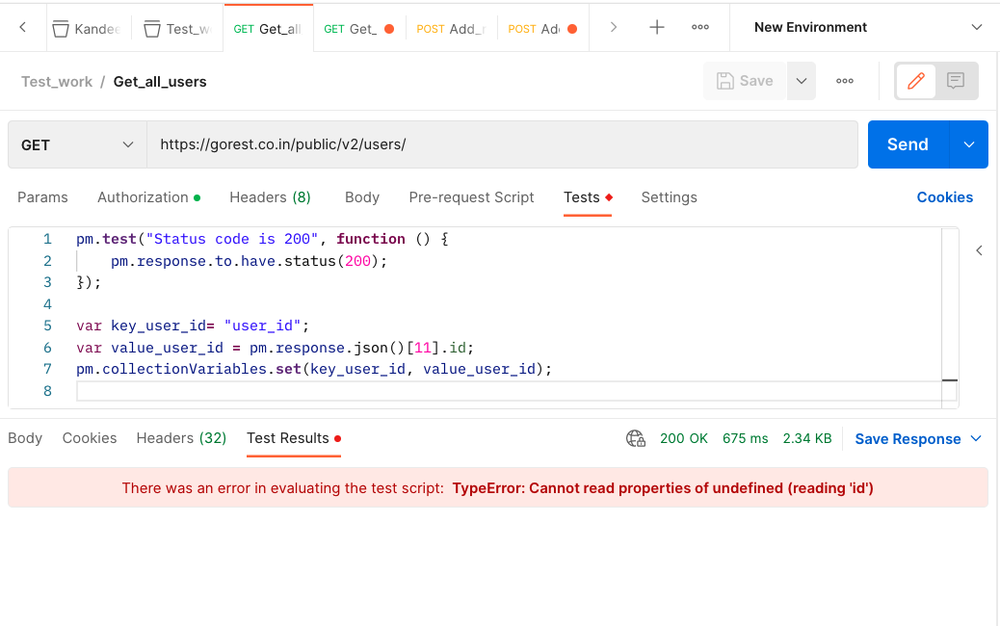 Kandee Test_w GET Get_all GET Get_ POST Add_ POST Ad New Environment
Test_work / Get_all_users Save
GET https://gorest.co.in/public/v2/users/ Send
Params Authorization Headers (8) Body Pre-request Script Tests Settings Cookies
1 pm.test("Status code is 200", function () {
2 pm.response.to.have.status(200);
3 });
4
5 var key_user_id= "user_id";
6 var value_user_id = pm.response.json()[11].id;
7 pm.collectionVariables.set(key_user_id, value_user_id);
8
Body Cookies Headers (32) Test Results 200 OK 675 ms 2.34 KB Save Response
There was an error in evaluating the test script: TypeError: Cannot read properties of undefined (reading 'id')